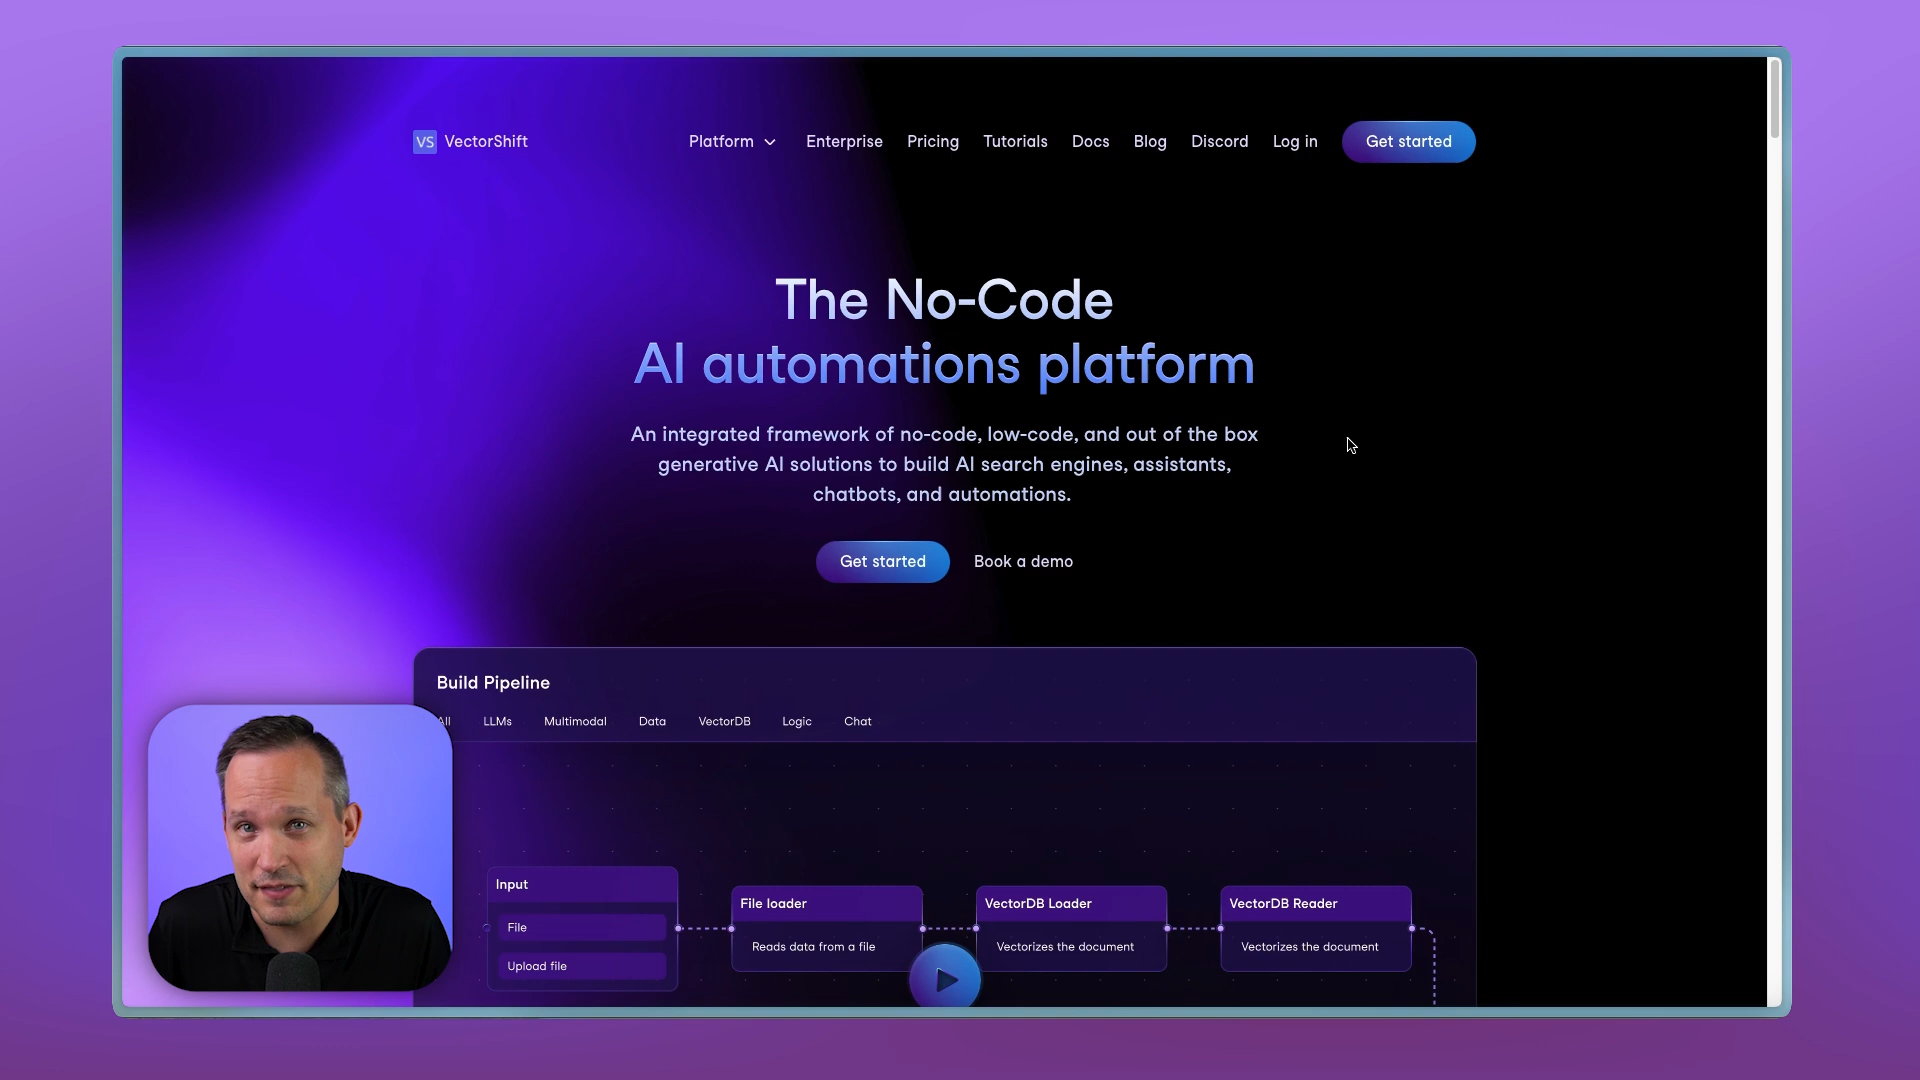 VS VectorShift
Platform Enterprise Pricing Tutorials Docs Blog Discord Log in Get started
The No-Code
AI automations platform
An integrated framework of no-code, low-code, and out of the box
generative AI solutions to build AI search engines, assistants,
chatbots, and automations.
Get started Book a demo
Build Pipeline
All LLMs Multimodal Data VectorDB Logic Chat
Input
File
Upload file
File loader
Reads data from a file
VectorDB Loader
Vectorizes the document
VectorDB Reader
Vectorizes the document